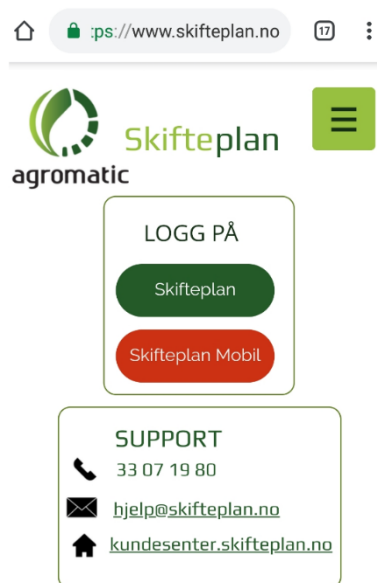 :ps://www.skifteplan.no
17
Skifteplan
agromatic
LOGG PÅ
Skifteplan
Skifteplan Mobil
SUPPORT
33 07 19 80
hjelp@skifteplan.no
kundesenter.skifteplan.no